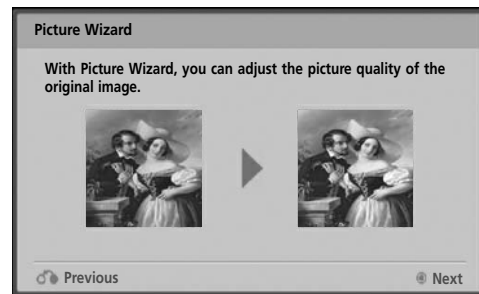 Picture Wizard
With Picture Wizard, you can adjust the picture quality of the
original image.
Previous
Next